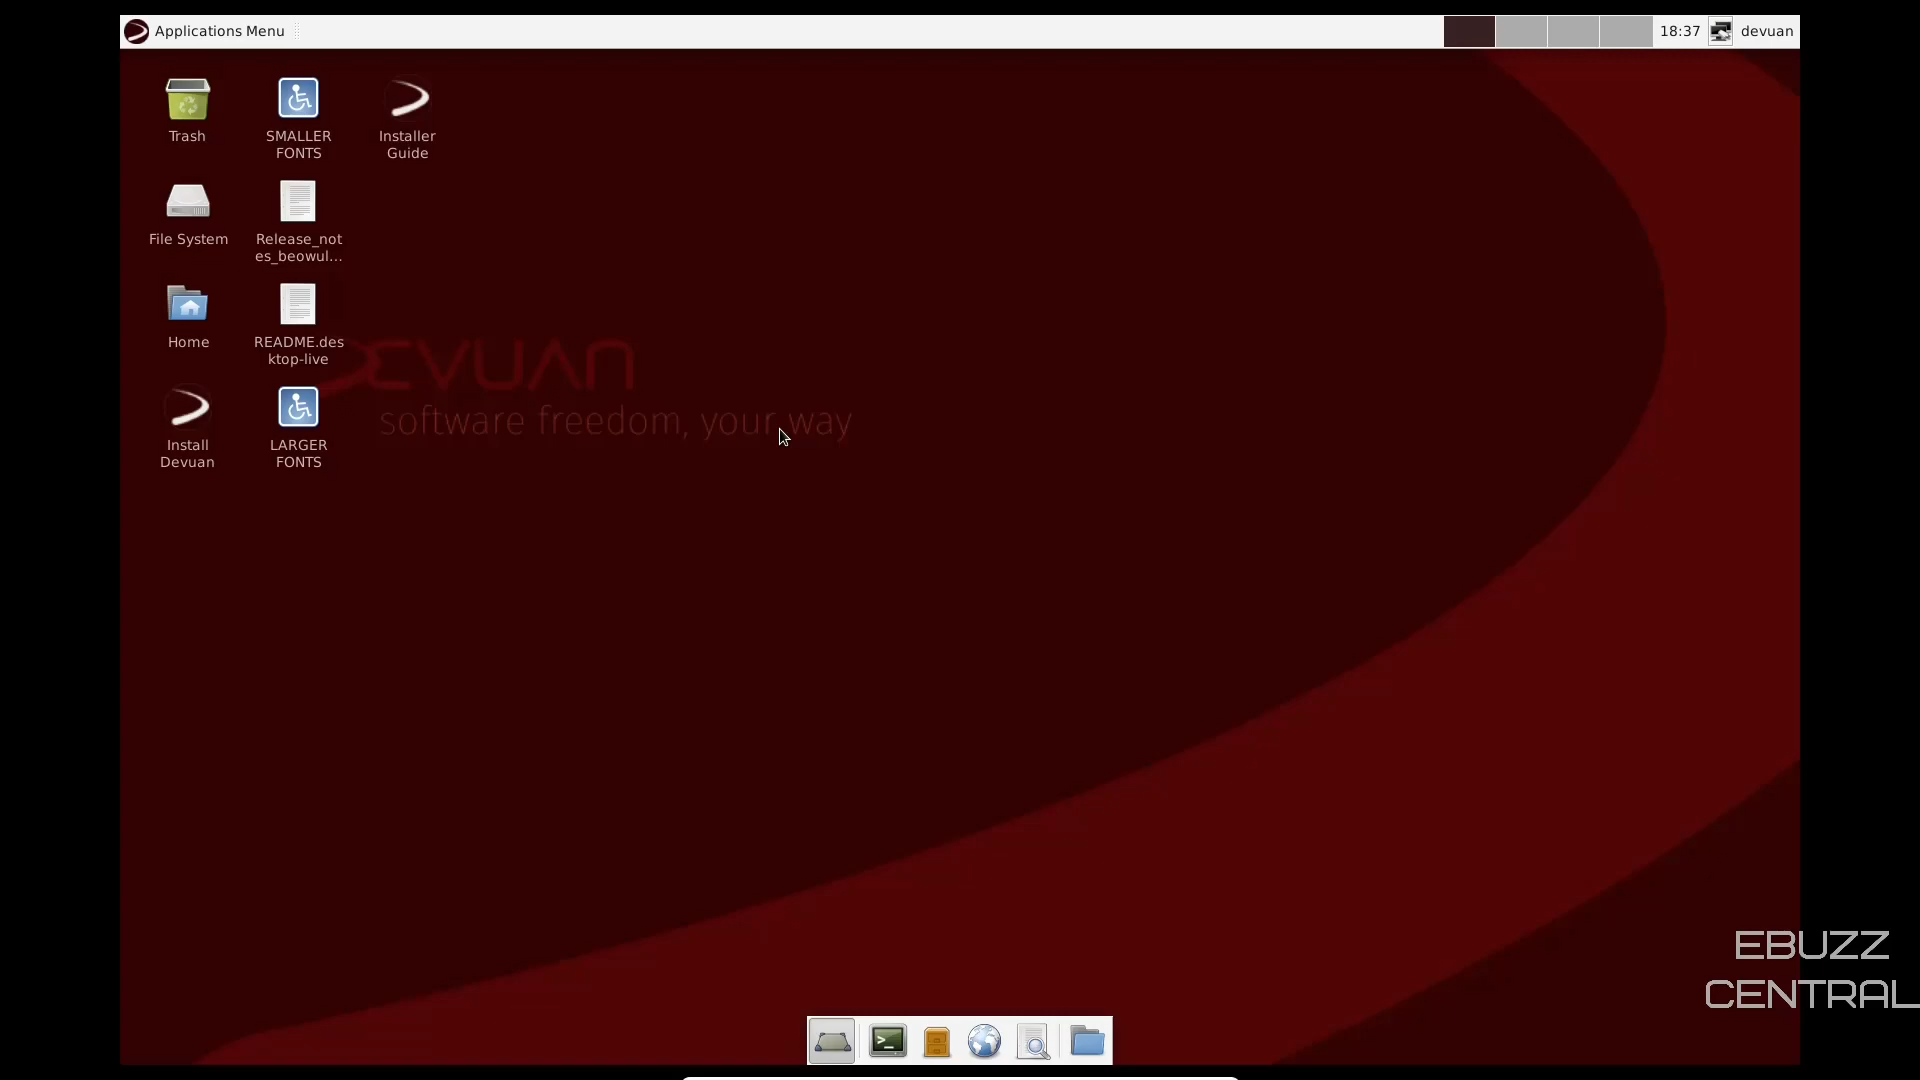 Applications Menu
18:37
devuan
Trash
SMALLER
FONTS
Installer
Guide
File System
Release_not
es_beowul...
Home
README.des
ktop-live
DEVUAN
software freedom, your way
Install
Devuan
LARGER
FONTS
EBUZZ
CENTRAL